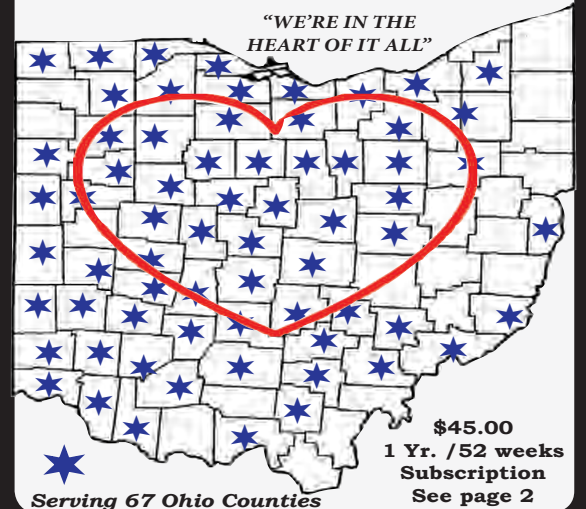 “WE’RE IN THE
HEART OF IT ALL”
$45.00
1 Yr. /52 weeks
Subscription
See page 2
Serving 67 Ohio Counties